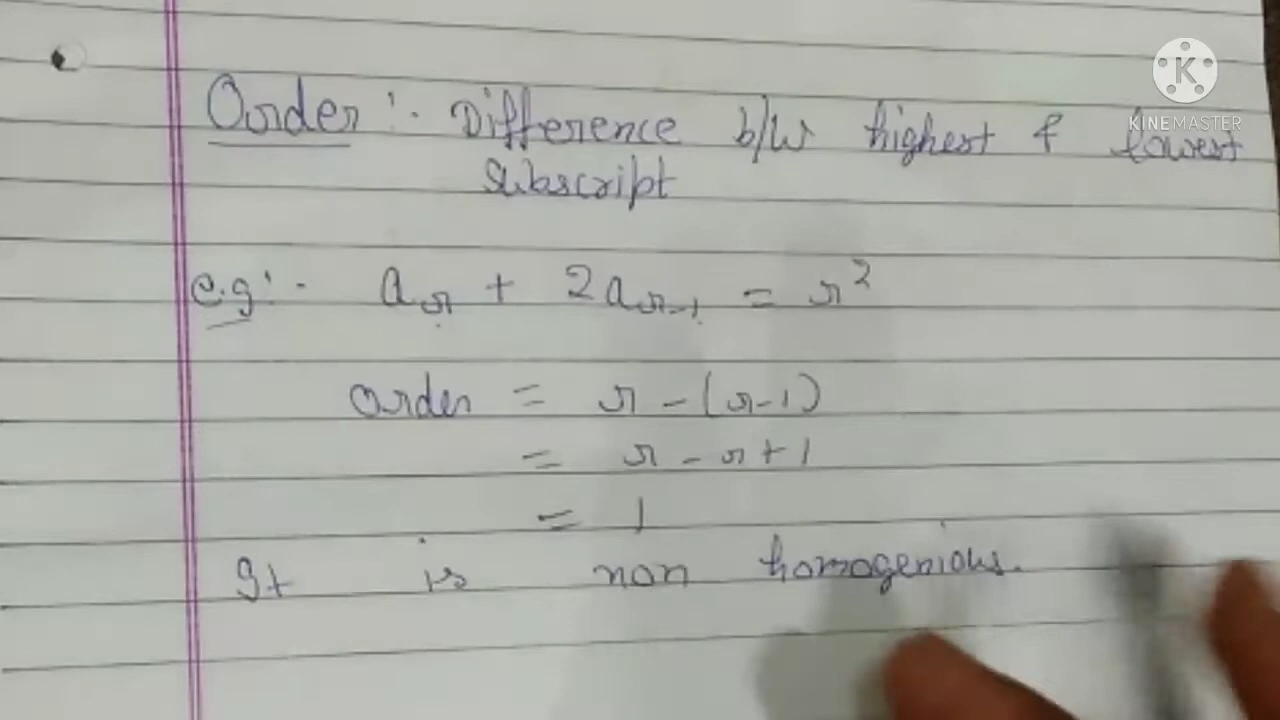 K
KINEMASTER
Order :- Difference b/w highest & lowest
subscript
e.g :- aᵣ + 2aᵣ₋₁ = r²
Order = r - (r-1)
= r - r + 1
= 1
It is non homogenious.